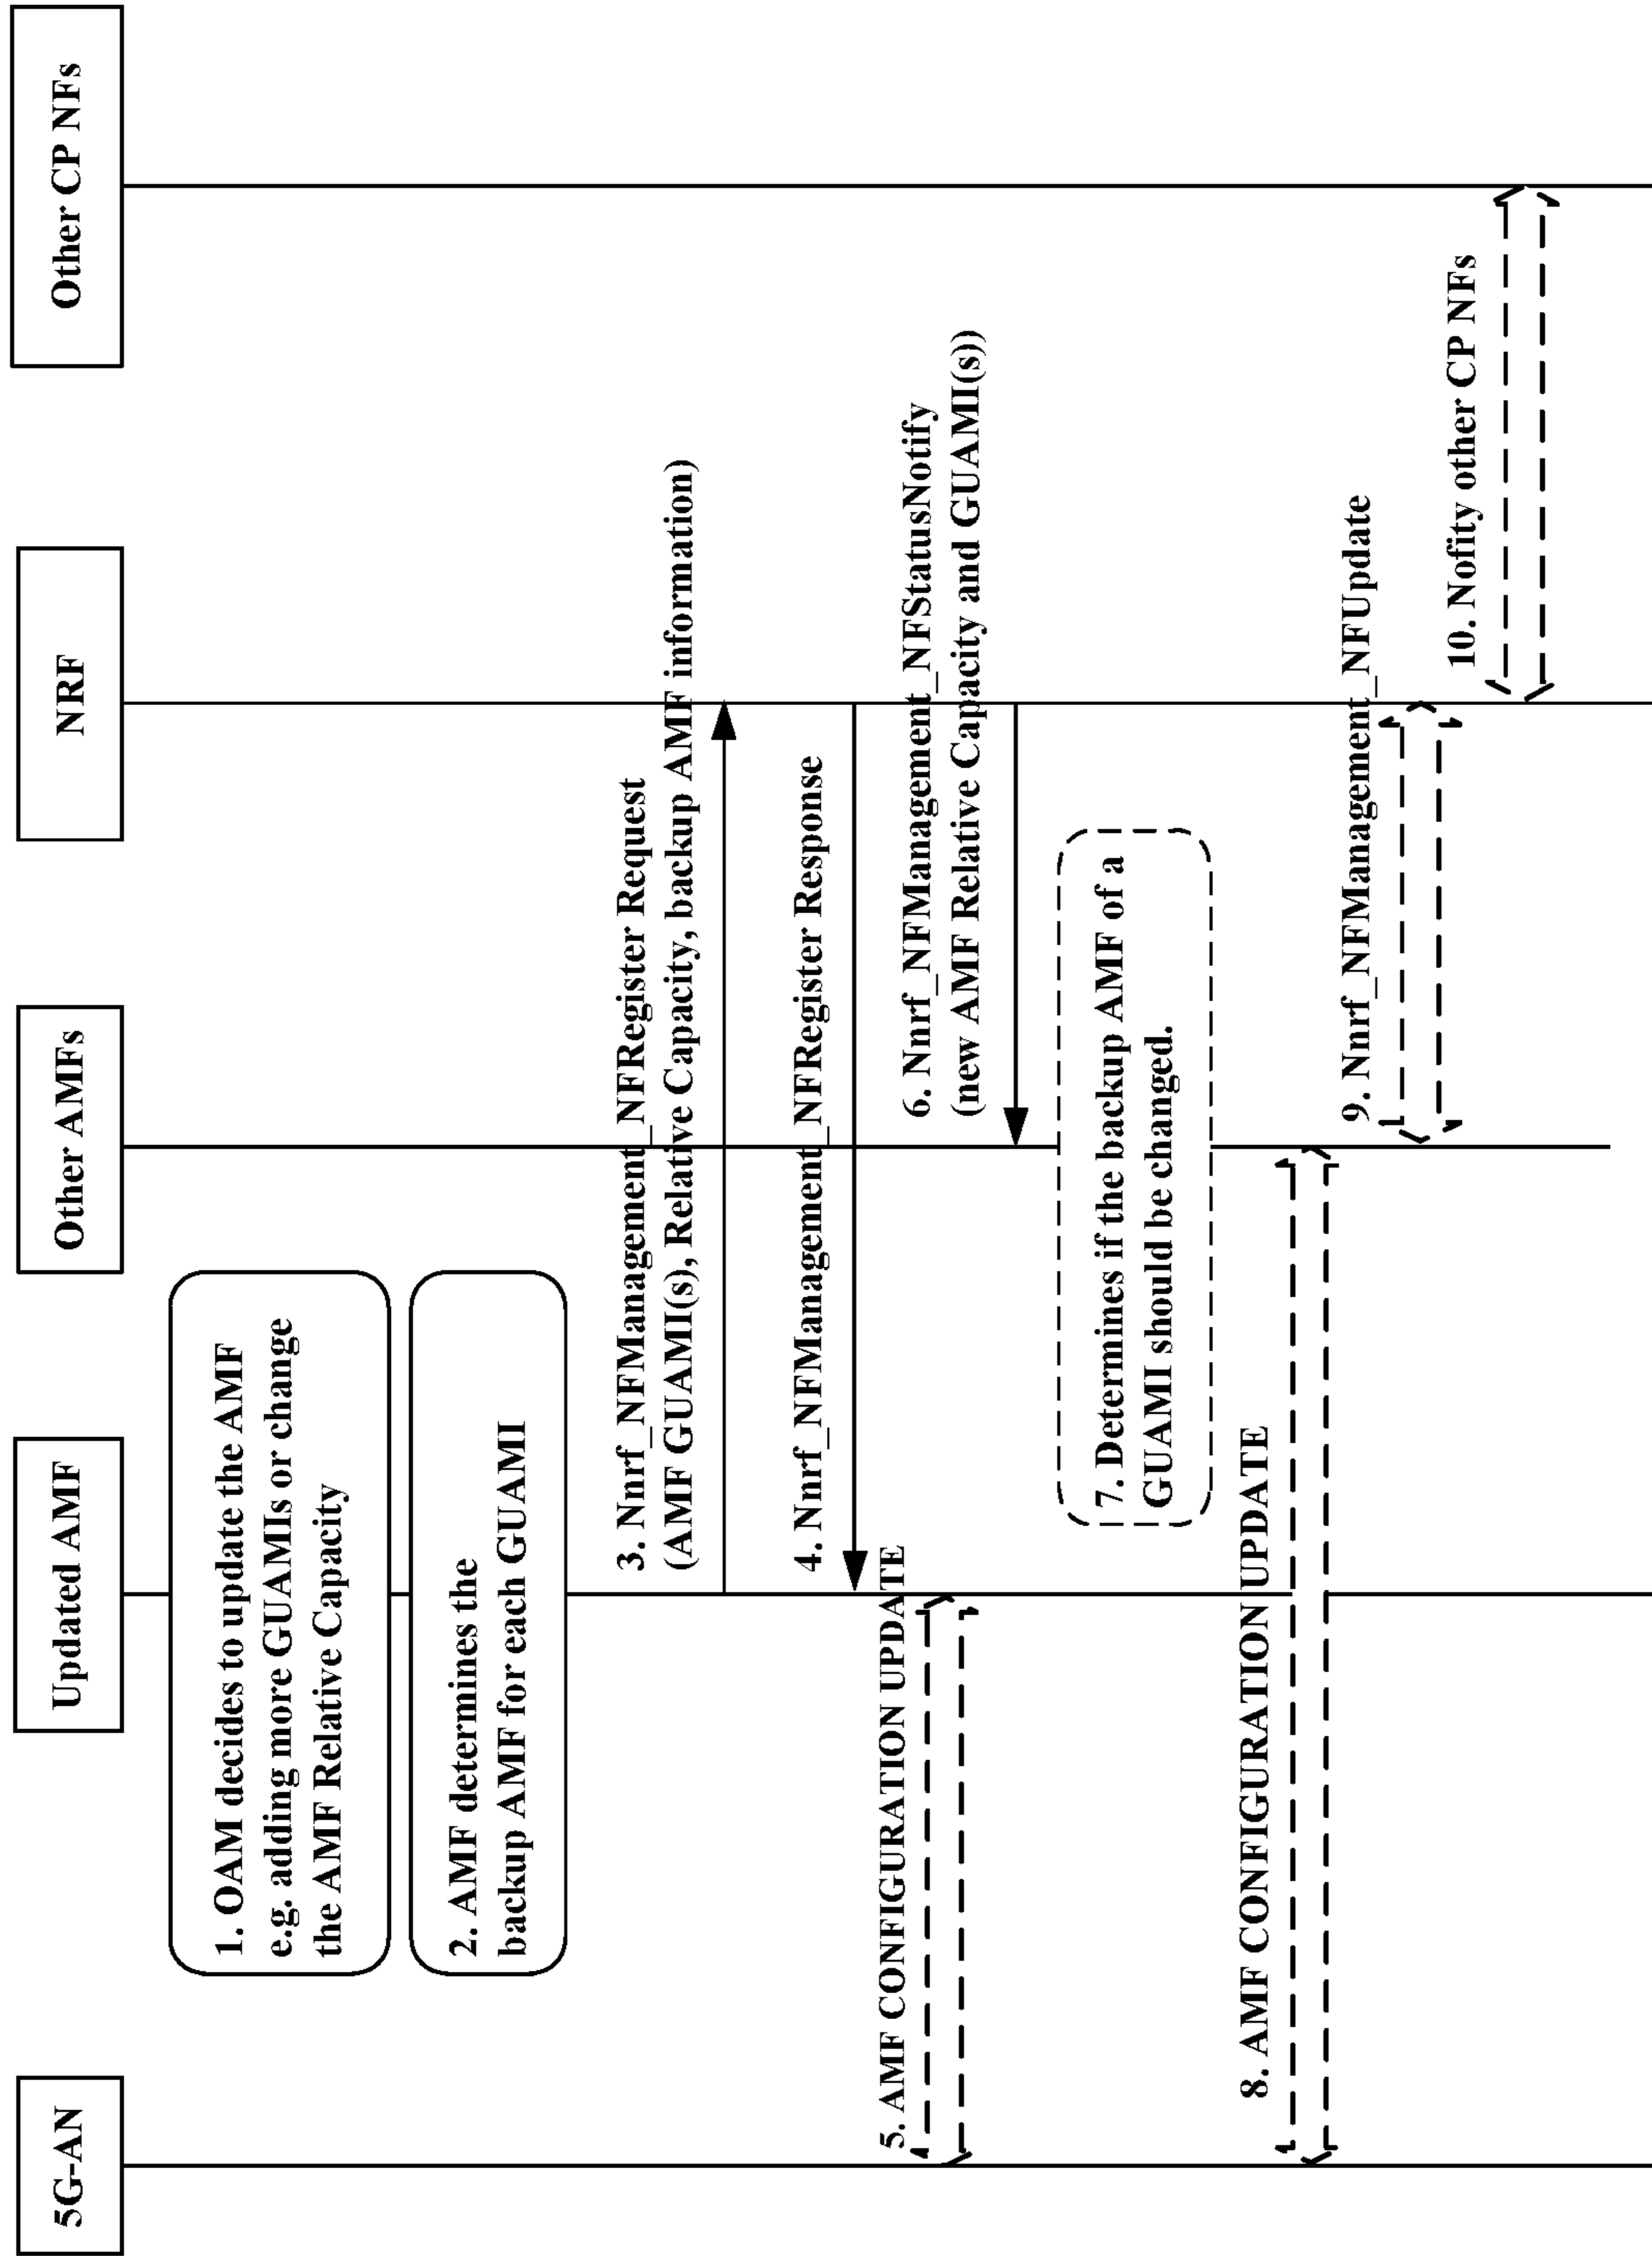 5G-AN
Updated AMF
Other AMFs
NRF
Other CP NFs
1. OAM decides to update the AMF
e.g. adding more GUAMIs or change
the AMF Relative Capacity
2. AMF determines the
backup AMF for each GUAMI
3. Nnrf_NFManagement_NFRegister Request
(AMF GUAMI(s), Relative Capacity, backup AMF information)
4. Nnrf_NFManagement_NFRegister Response
5. AMF CONFIGURATION UPDATE
6. Nnrf_NFManagement_NFStatusNotify
(new AMF Relative Capacity and GUAMI(s))
7. Determines if the backup AMF of a
GUAMI should be changed.
8. AMF CONFIGURATION UPDATE
9. Nnrf_NFManagement_NFUpdate
10. Nofity other CP NFs